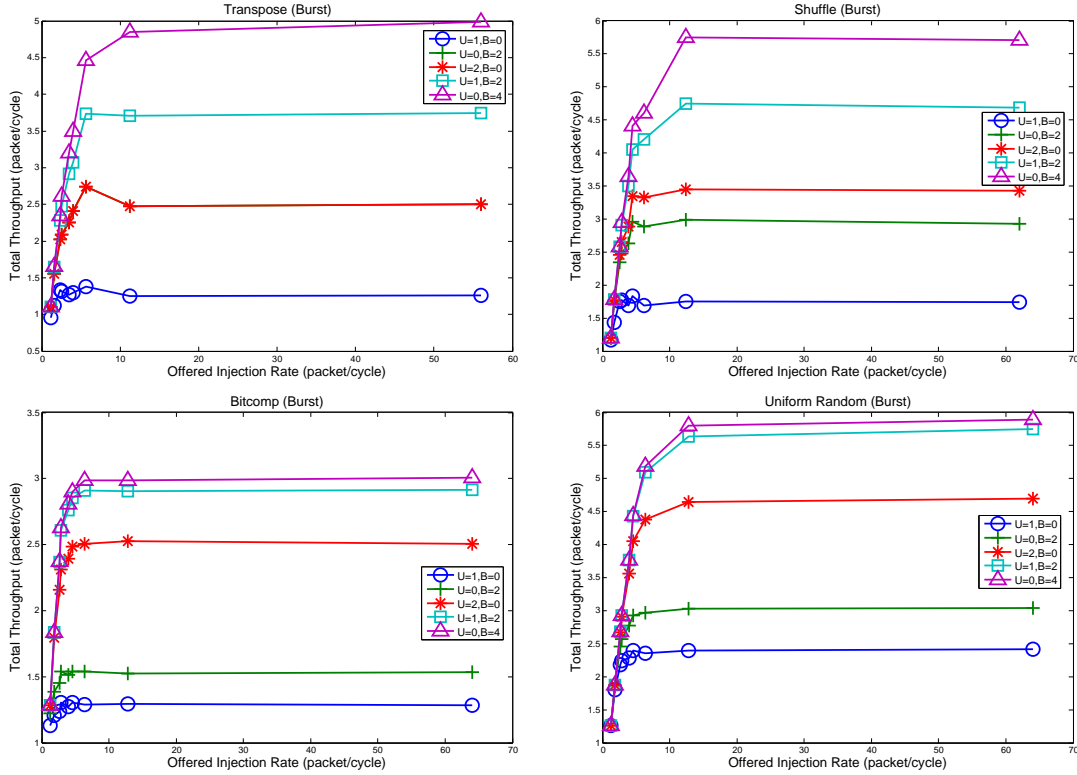 Transpose (Burst)
5
4.5
4
3.5
3
2.5
2
1.5
1
0.5
Total Throughput (packet/cycle)
U=1,B=0
U=0,B=2
U=2,B=0
U=1,B=2
U=0,B=4
0 10 20 30 40 50 60
Offered Injection Rate (packet/cycle)
Shuffle (Burst)
6
5.5
5
4.5
4
3.5
3
2.5
2
1.5
1
Total Throughput (packet/cycle)
U=1,B=0
U=0,B=2
U=2,B=0
U=1,B=2
U=0,B=4
0 10 20 30 40 50 60 70
Offered Injection Rate (packet/cycle)
Bitcomp (Burst)
3.5
3
2.5
2
1.5
1
Total Throughput (packet/cycle)
U=1,B=0
U=0,B=2
U=2,B=0
U=1,B=2
U=0,B=4
0 10 20 30 40 50 60 70
Offered Injection Rate (packet/cycle)
Uniform Random (Burst)
6
5.5
5
4.5
4
3.5
3
2.5
2
1.5
1
Total Throughput (packet/cycle)
U=1,B=0
U=0,B=2
U=2,B=0
U=1,B=2
U=0,B=4
0 10 20 30 40 50 60 70
Offered Injection Rate (packet/cycle)